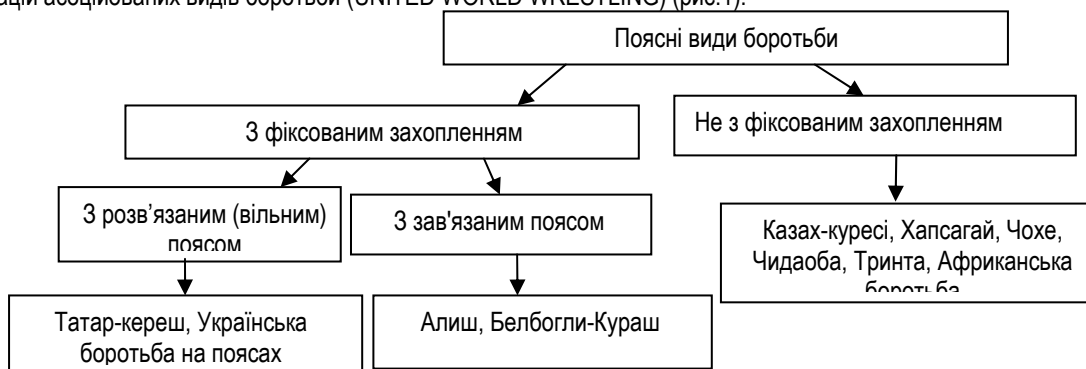 ацій асоційованих видів боротьби (UNITED WORLD WRESTLING) (рис.1).
Поясні види боротьби
З фіксованим захопленням
Не з фіксованим захопленням
З розв’язаним (вільним)
поясом
З зав'язаним поясом
Казах-куресі, Хапсагай, Чохе,
Чидаоба, Тринта, Африканська
боротьба
Татар-кереш, Українська
боротьба на поясах
Алиш, Белбогли-Кураш